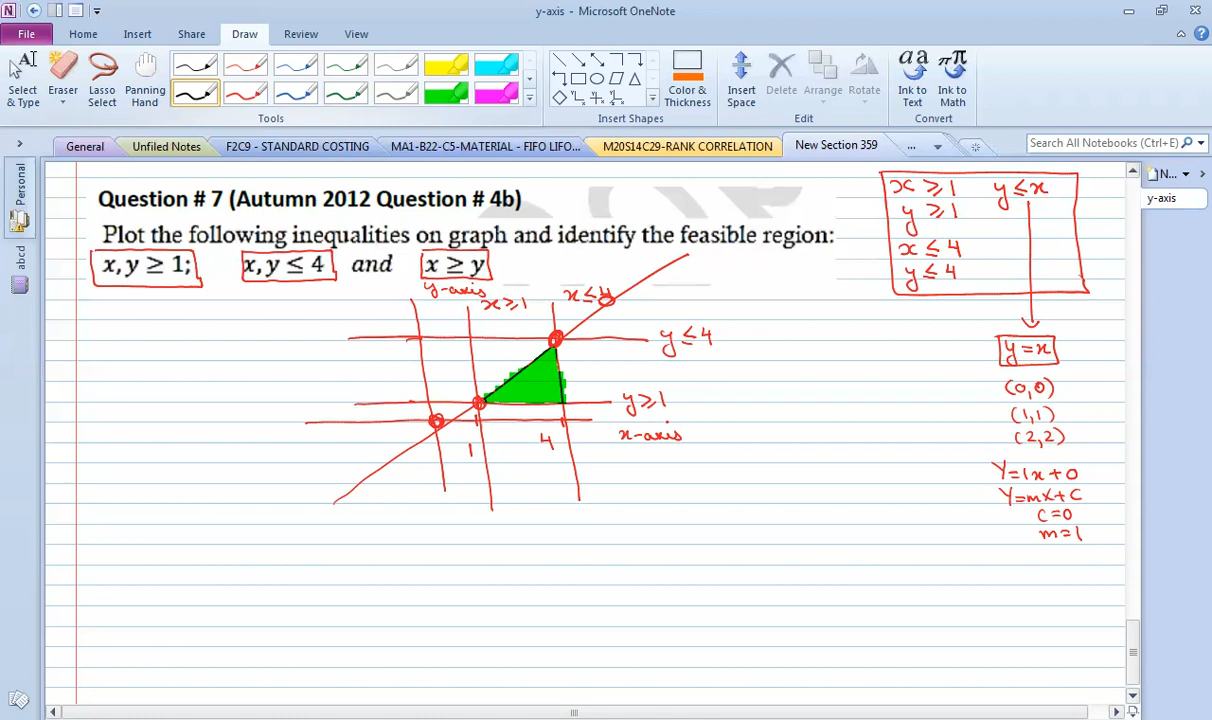 y-axis - Microsoft OneNote
File Home Insert Share Draw Review View
Select & Type
Eraser
Lasso Select
Panning Hand
Color & Thickness
Insert Space
Delete
Arrange
Rotate
Ink to Text
Ink to Math
Tools
Insert Shapes
Edit
Convert
General
Unfiled Notes
F2C9 - STANDARD COSTING
MA1-B22-C5-MATERIAL - FIFO LIFO...
M20S14C29-RANK CORRELATION
New Section 359
...
Search All Notebooks (Ctrl+E)
Personal
abcd
N...
y-axis
Question # 7 (Autumn 2012 Question # 4b)
Plot the following inequalities on graph and identify the feasible region:
x, y ≥ 1; x, y ≤ 4 and x ≥ y
y-axis
x ≥ 1
x ≤ 4
y ≤ 4
y ≥ 1
x-axis
1
4
x ≥ 1 y ≤ x
y ≥ 1
x ≤ 4
y ≤ 4
y = x
(0,0)
(1,1)
(2,2)
Y=1x+0
Y=mx+c
c=0
m=1